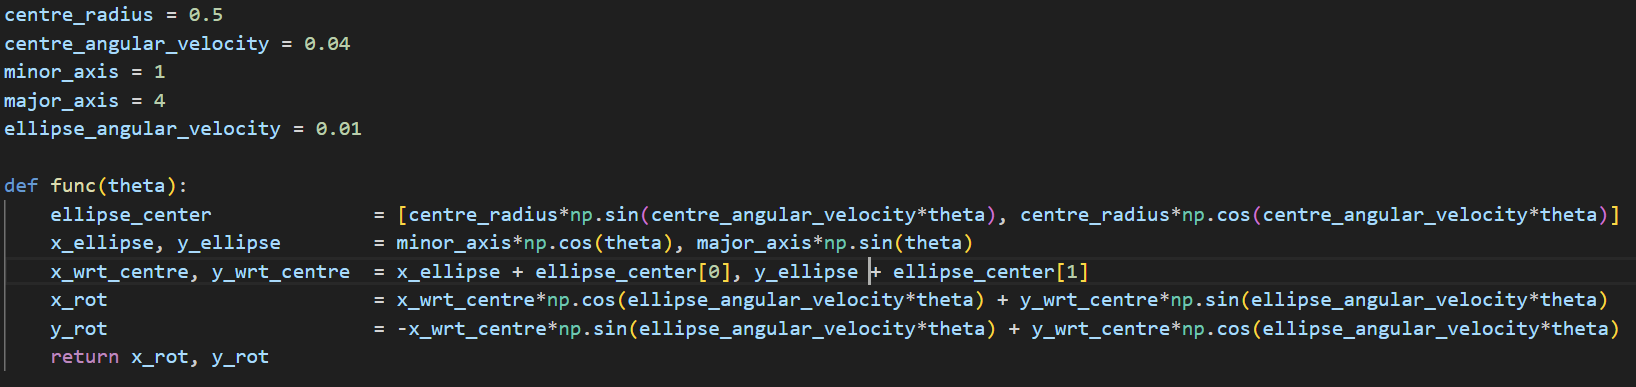 centre_radius = 0.5
centre_angular_velocity = 0.04
minor_axis = 1
major_axis = 4
ellipse_angular_velocity = 0.01
def func(theta):
    ellipse_center              = [centre_radius*np.sin(centre_angular_velocity*theta), centre_radius*np.cos(centre_angular_velocity*theta)]
    x_ellipse, y_ellipse        = minor_axis*np.cos(theta), major_axis*np.sin(theta)
    x_wrt_centre, y_wrt_centre  = x_ellipse + ellipse_center[0], y_ellipse + ellipse_center[1]
    x_rot                       = x_wrt_centre*np.cos(ellipse_angular_velocity*theta) + y_wrt_centre*np.sin(ellipse_angular_velocity*theta)
    y_rot                       = -x_wrt_centre*np.sin(ellipse_angular_velocity*theta) + y_wrt_centre*np.cos(ellipse_angular_velocity*theta)
    return x_rot, y_rot